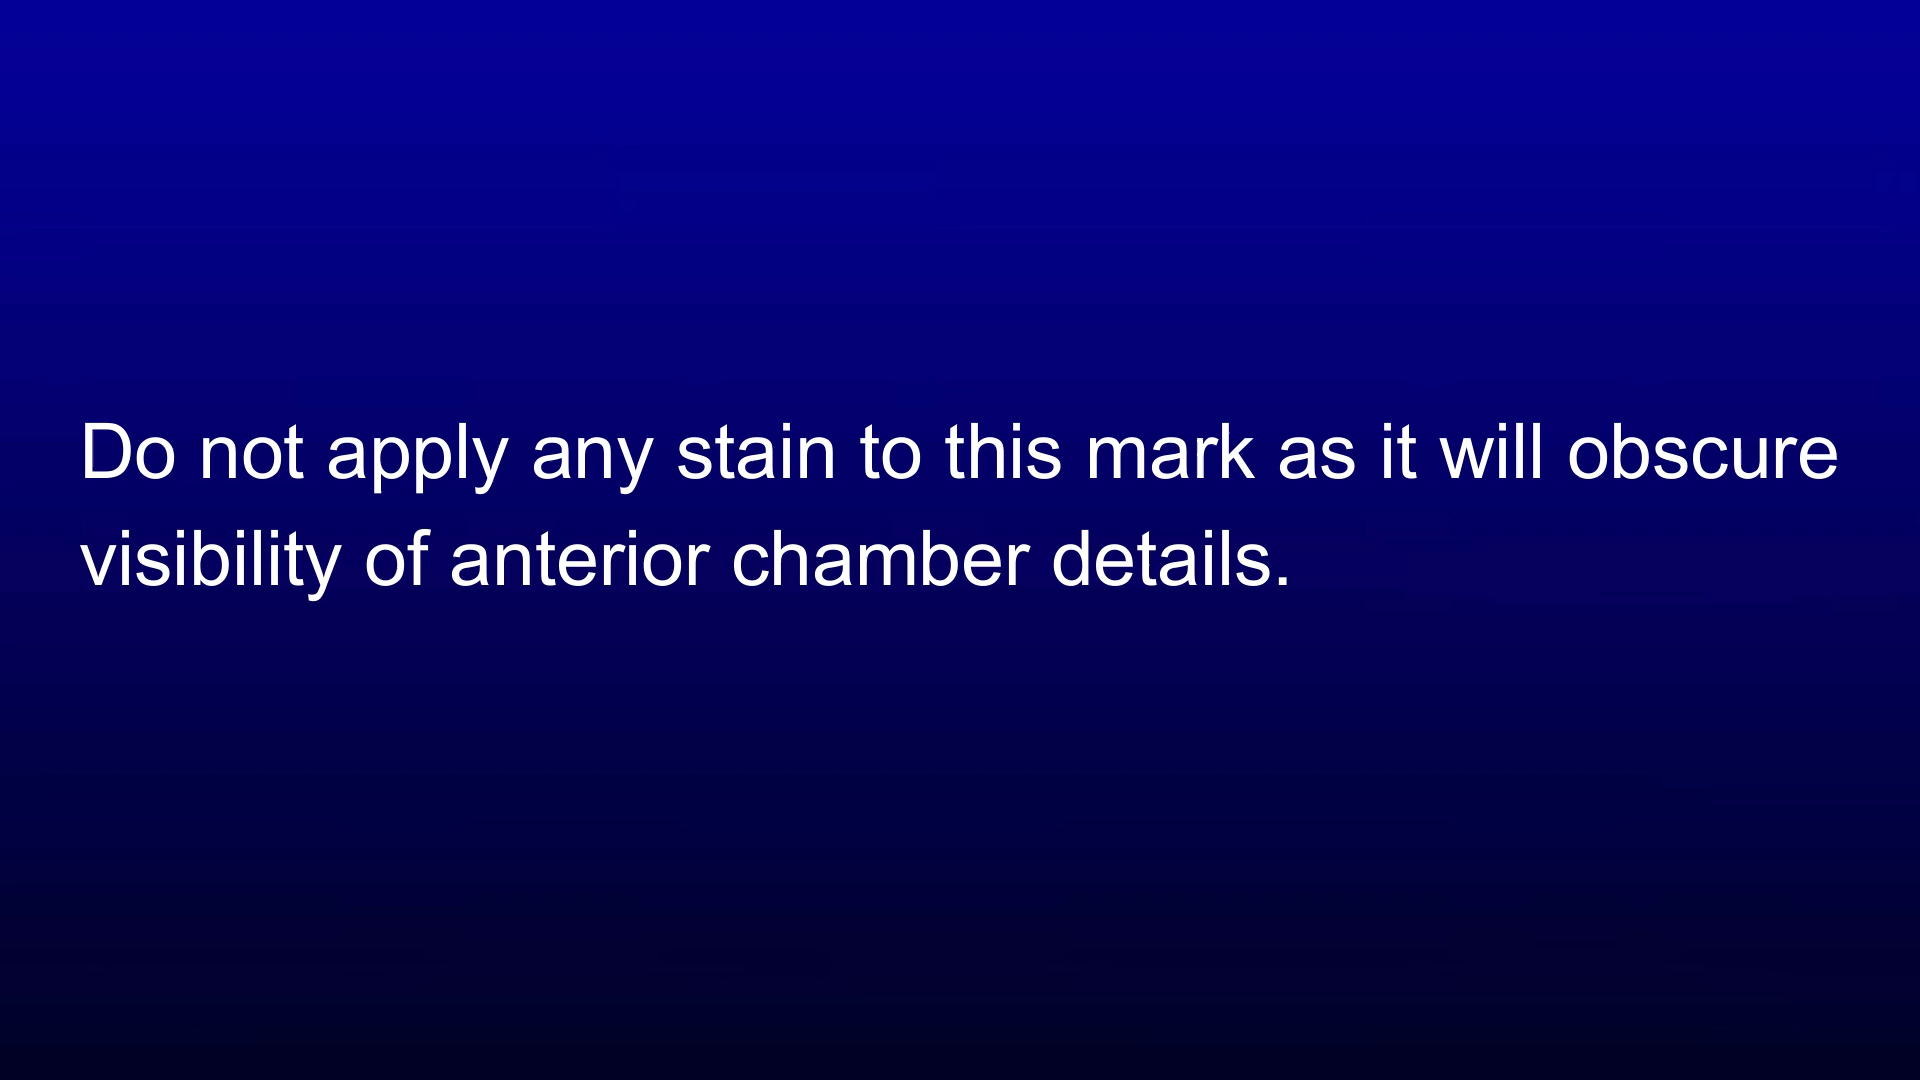 Do not apply any stain to this mark as it will obscure
visibility of anterior chamber details.